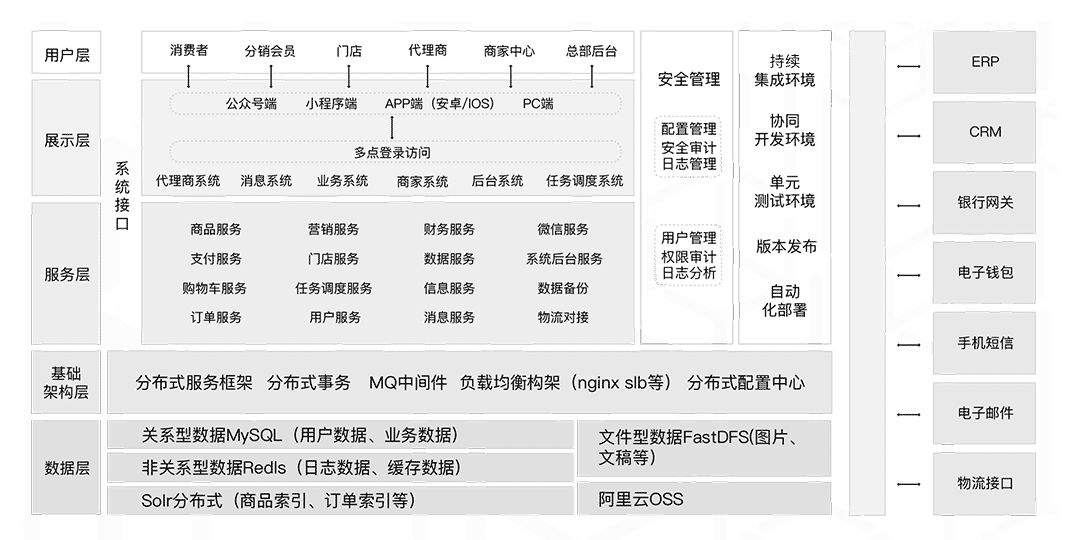 用户层
消费者 分销会员 门店 代理商 商家中心 总部后台
展示层
公众号端 小程序端 APP端（安卓/IOS） PC端
多点登录访问
代理商系统 消息系统 业务系统 商家系统 后台系统 任务调度系统
系统接口
服务层
商品服务 营销服务 财务服务 微信服务
支付服务 门店服务 数据服务 系统后台服务
购物车服务 任务调度服务 信息服务 数据备份
订单服务 用户服务 消息服务 物流对接
安全管理
配置管理
安全审计
日志管理
用户管理
权限审计
日志分析
持续
集成环境
协同
开发环境
单元
测试环境
版本发布
自动
化部署
基础
架构层
分布式服务框架 分布式事务 MQ中间件 负载均衡构架（nginx slb等） 分布式配置中心
数据层
关系型数据MySQL（用户数据、业务数据）
非关系型数据RedIs（日志数据、缓存数据）
Solr分布式（商品索引、订单索引等）
文件型数据FastDFS(图片、
文稿等）
阿里云OSS
ERP
CRM
银行网关
电子钱包
手机短信
电子邮件
物流接口